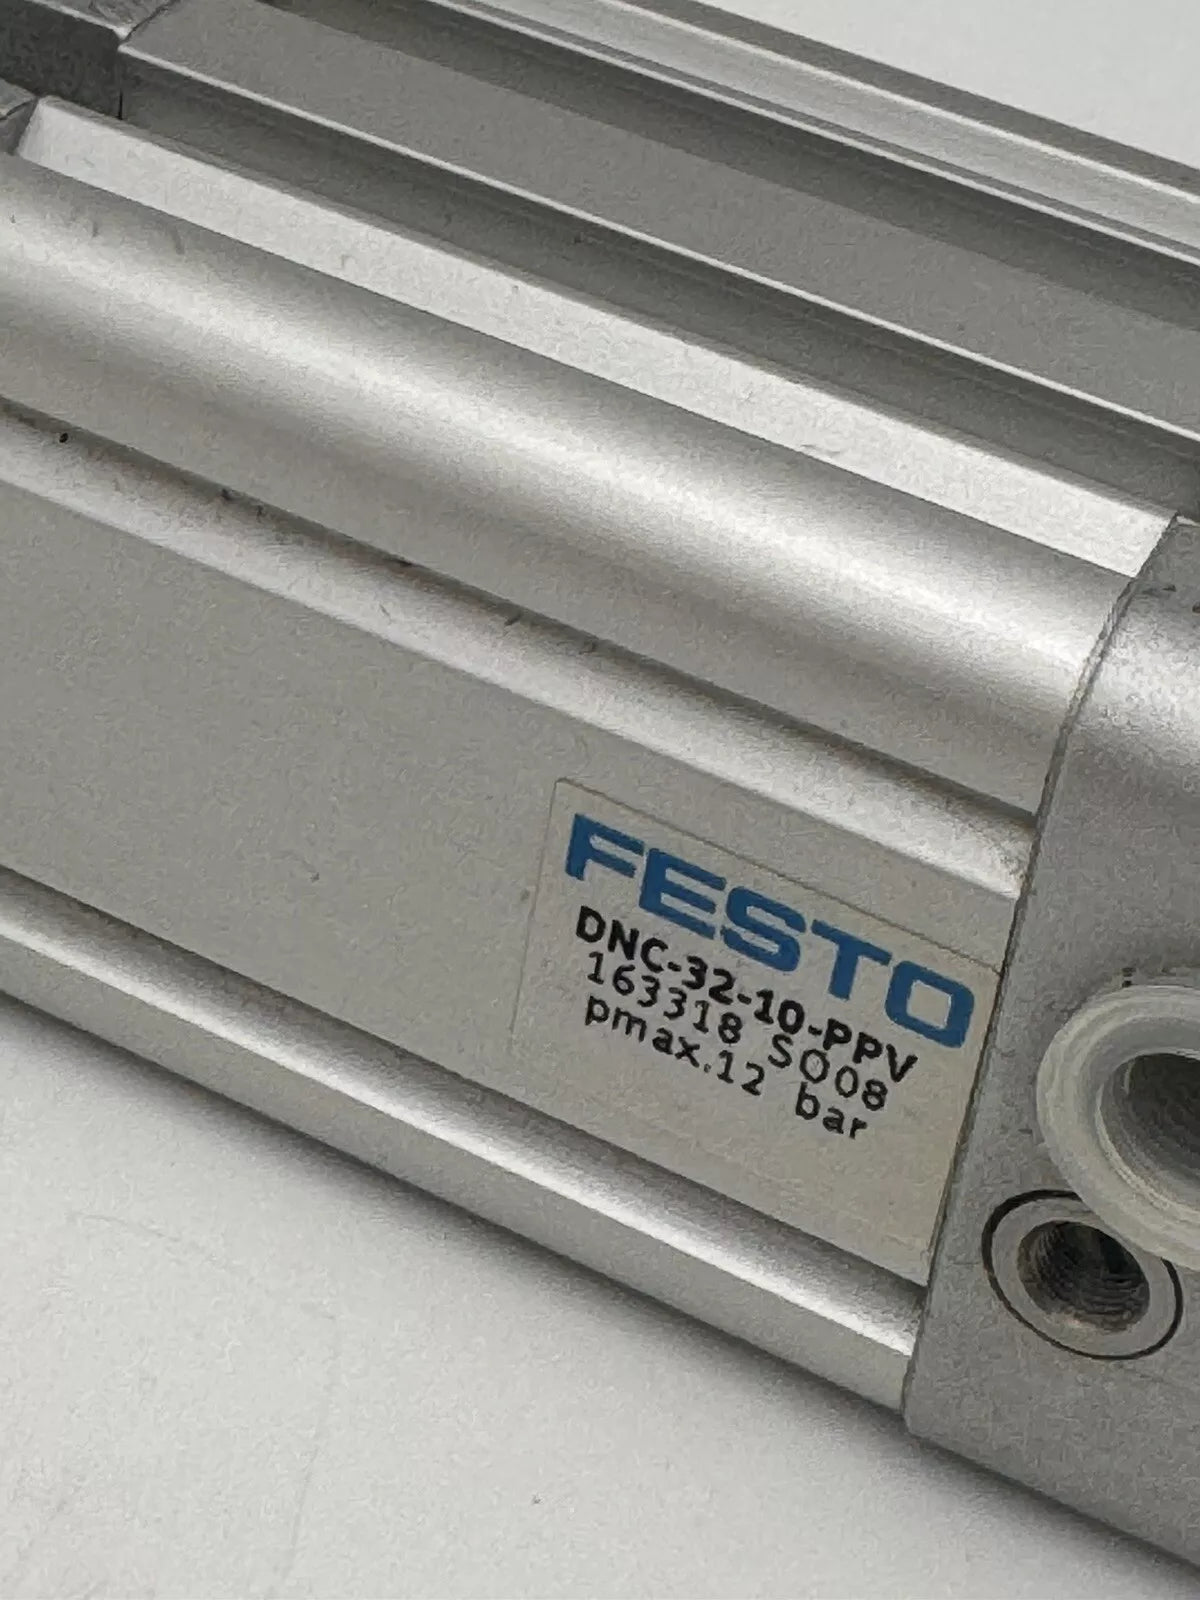 FESTO
DNC-32-10-PPV
163318 SO08
pmax.12 bar